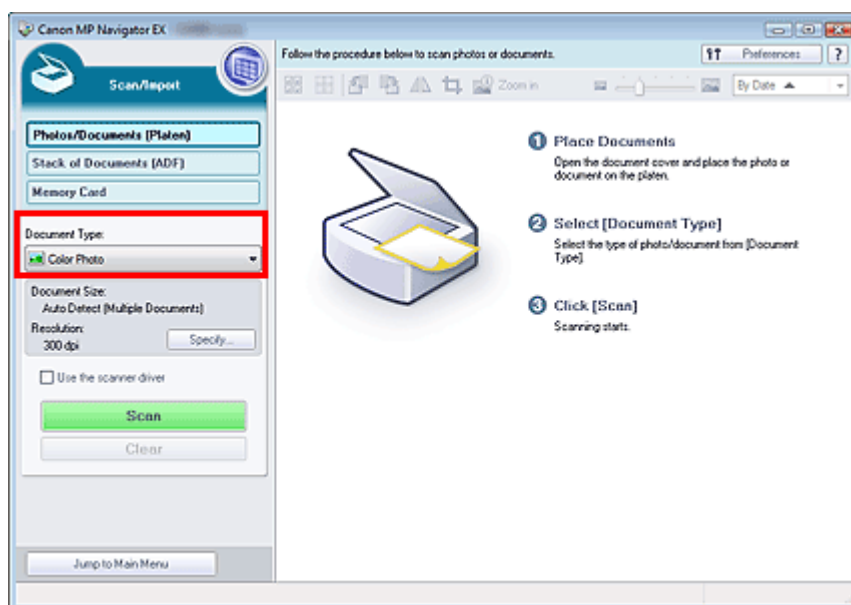 Canon MP Navigator EX
Scan/Import
Photos/Documents (Platen)
Stack of Documents (ADF)
Memory Card
Document Type:
Color Photo
Document Size:
Auto Detect (Multiple Documents)
Resolution:
300 dpi
Specify...
Use the scanner driver
Scan
Clear
Jump to Main Menu
Follow the procedure below to scan photos or documents.
Preferences
?
Zoom in
By Date
1 Place Documents
Open the document cover and place the photo or
document on the platen.
2 Select [Document Type]
Select the type of photo/document from [Document
Type].
3 Click [Scan]
Scanning starts.